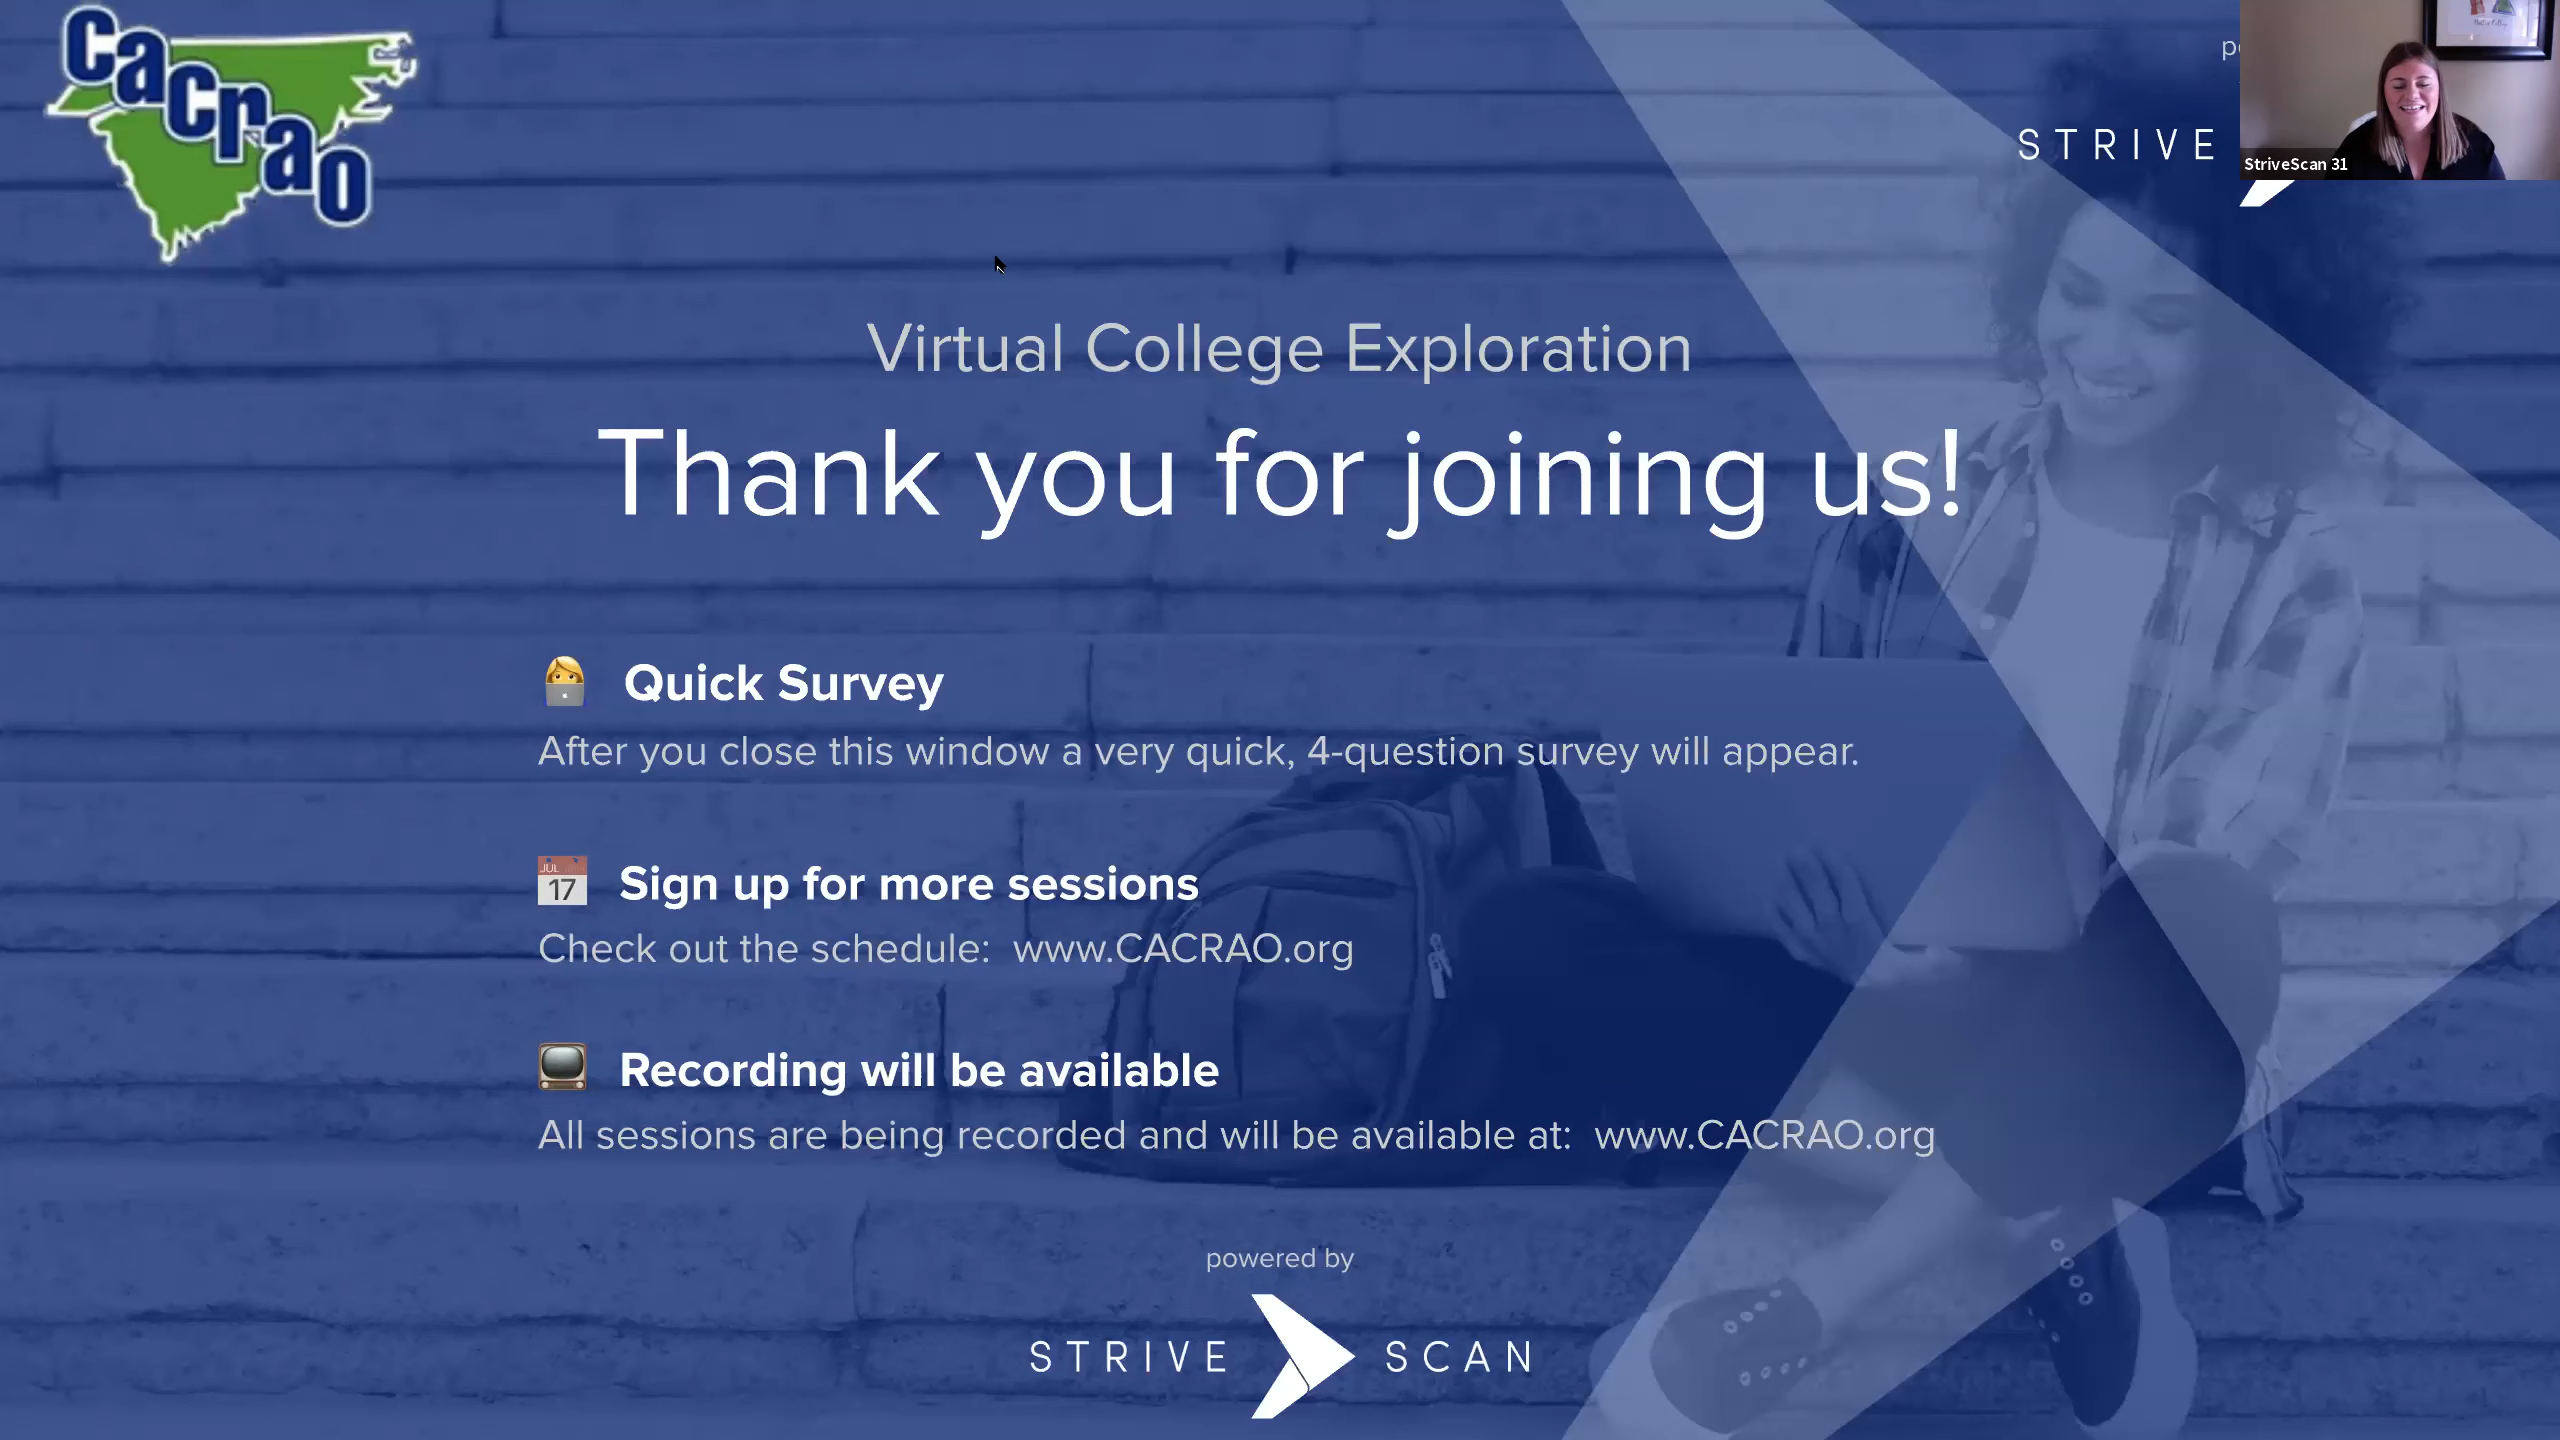 cacrao
STRIVE
StriveScan 31
Virtual College Exploration
Thank you for joining us!
Quick Survey
After you close this window a very quick, 4-question survey will appear.
JUL
17
Sign up for more sessions
Check out the schedule: www.CACRAO.org
Recording will be available
All sessions are being recorded and will be available at: www.CACRAO.org
powered by
STRIVE SCAN